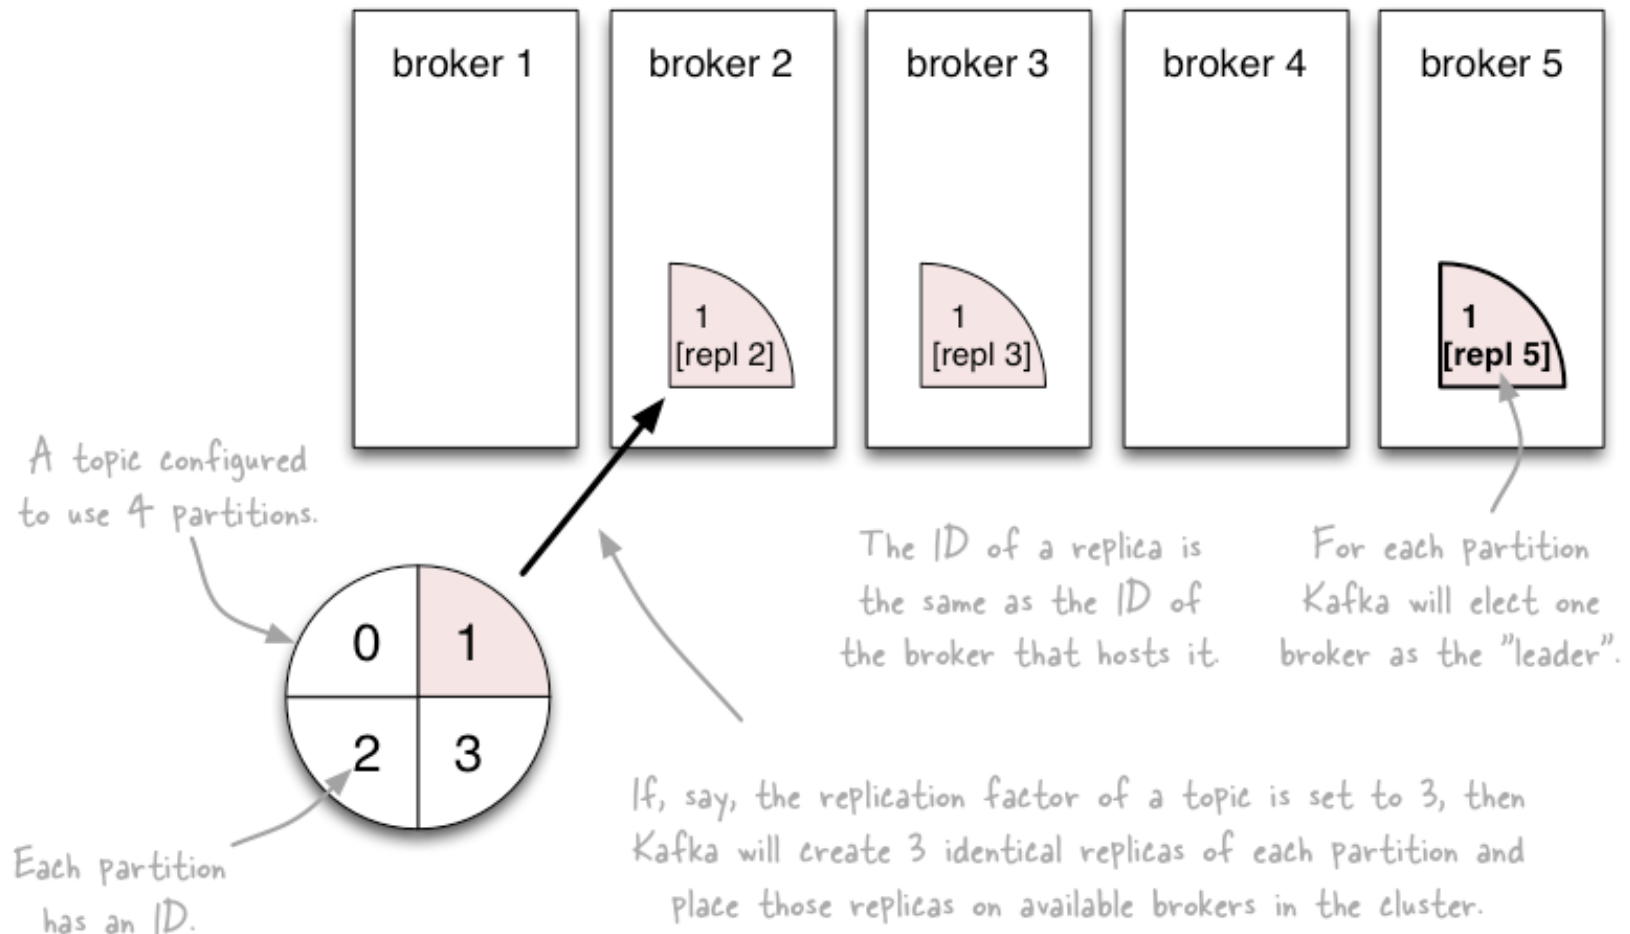 broker 1
broker 2
broker 3
broker 4
broker 5
1
[repl 2]
1
[repl 3]
1
[repl 5]
A topic configured
to use 4 partitions.
The ID of a replica is
the same as the ID of
the broker that hosts it.
For each partition
Kafka will elect one
broker as the "leader".
0
1
2
3
If, say, the replication factor of a topic is set to 3, then
Kafka will create 3 identical replicas of each partition and
place those replicas on available brokers in the cluster.
Each partition
has an ID.